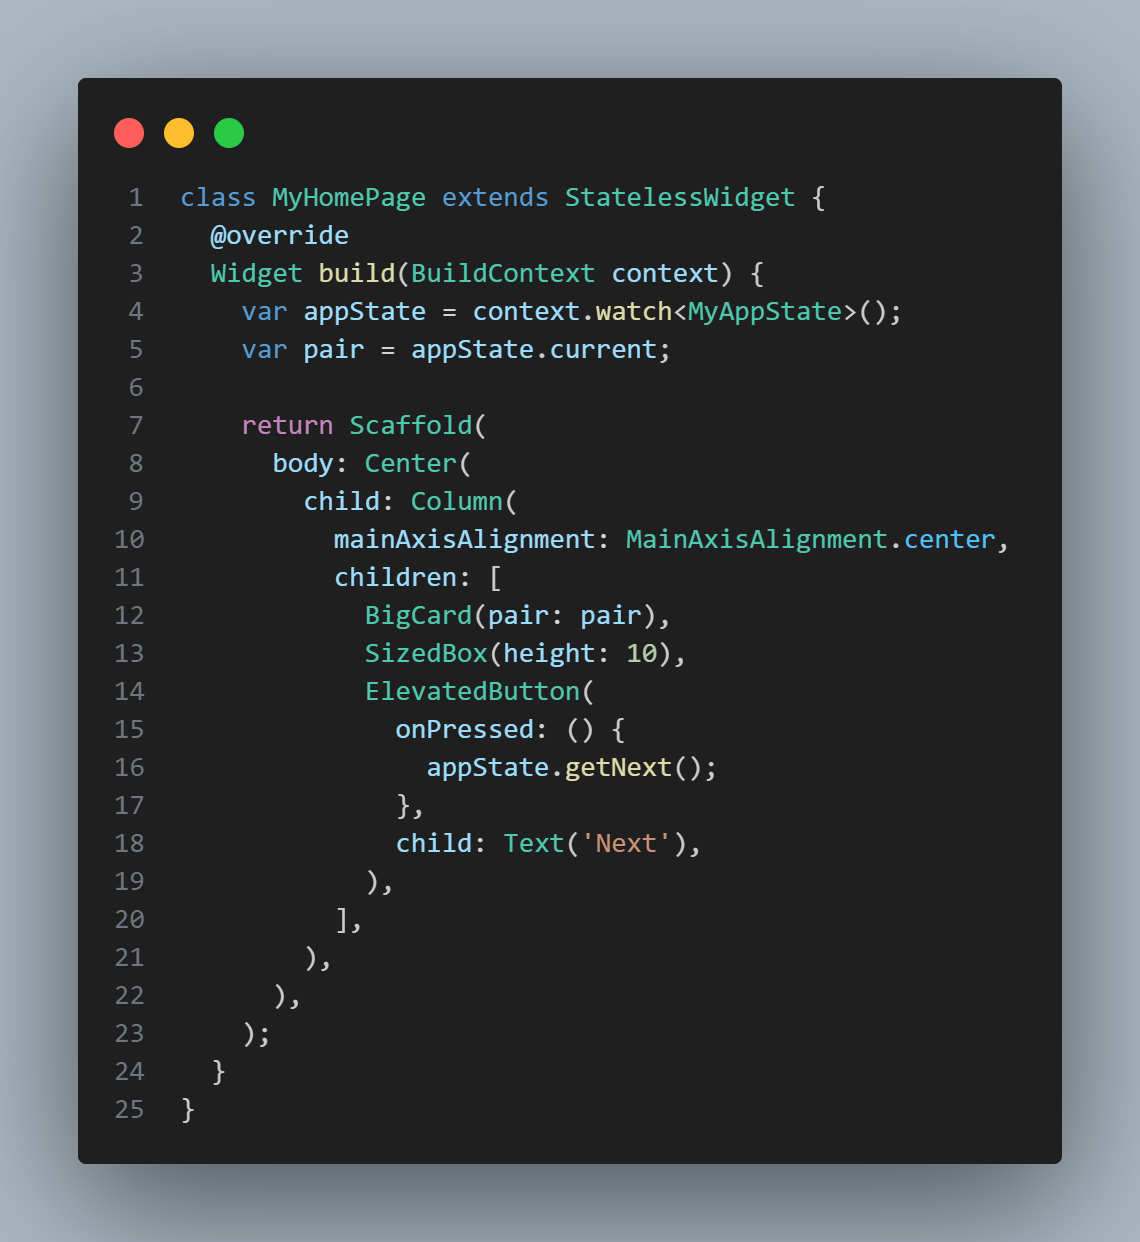 1 class MyHomePage extends StatelessWidget {
2   @override
3   Widget build(BuildContext context) {
4     var appState = context.watch<MyAppState>();
5     var pair = appState.current;
6
7     return Scaffold(
8       body: Center(
9         child: Column(
10           mainAxisAlignment: MainAxisAlignment.center,
11           children: [
12             BigCard(pair: pair),
13             SizedBox(height: 10),
14             ElevatedButton(
15               onPressed: () {
16                 appState.getNext();
17               },
18               child: Text('Next'),
19             ),
20           ],
21         ),
22       ),
23     );
24   }
25 }